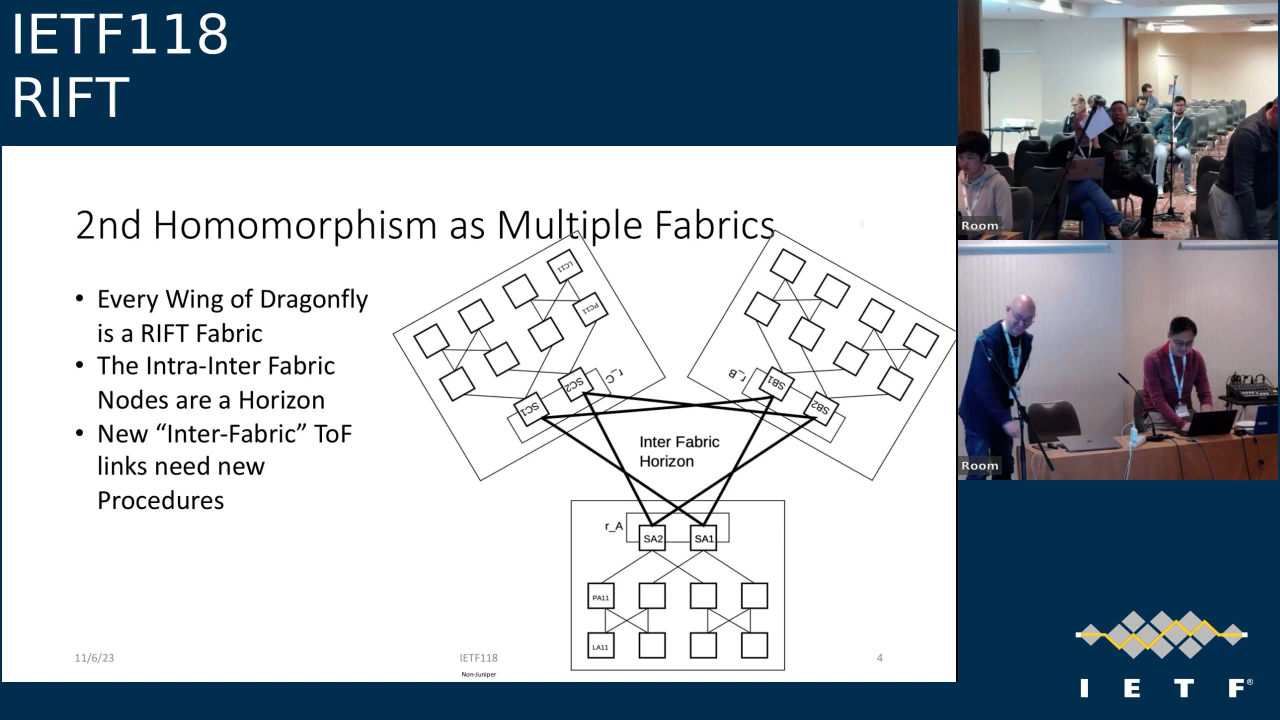 IETF118
RIFT
2nd Homomorphism as Multiple Fabrics
• Every Wing of Dragonfly
is a RIFT Fabric
• The Intra-Inter Fabric
Nodes are a Horizon
• New “Inter-Fabric” ToF
links need new
Procedures
LC11
PC11
SC2
r_C
SC1
r_B
SB1
SB2
Inter Fabric
Horizon
r_A
SA2
SA1
PA11
LA11
11/6/23
IETF118
4
Non-Juniper
Room
Room
I E T F®